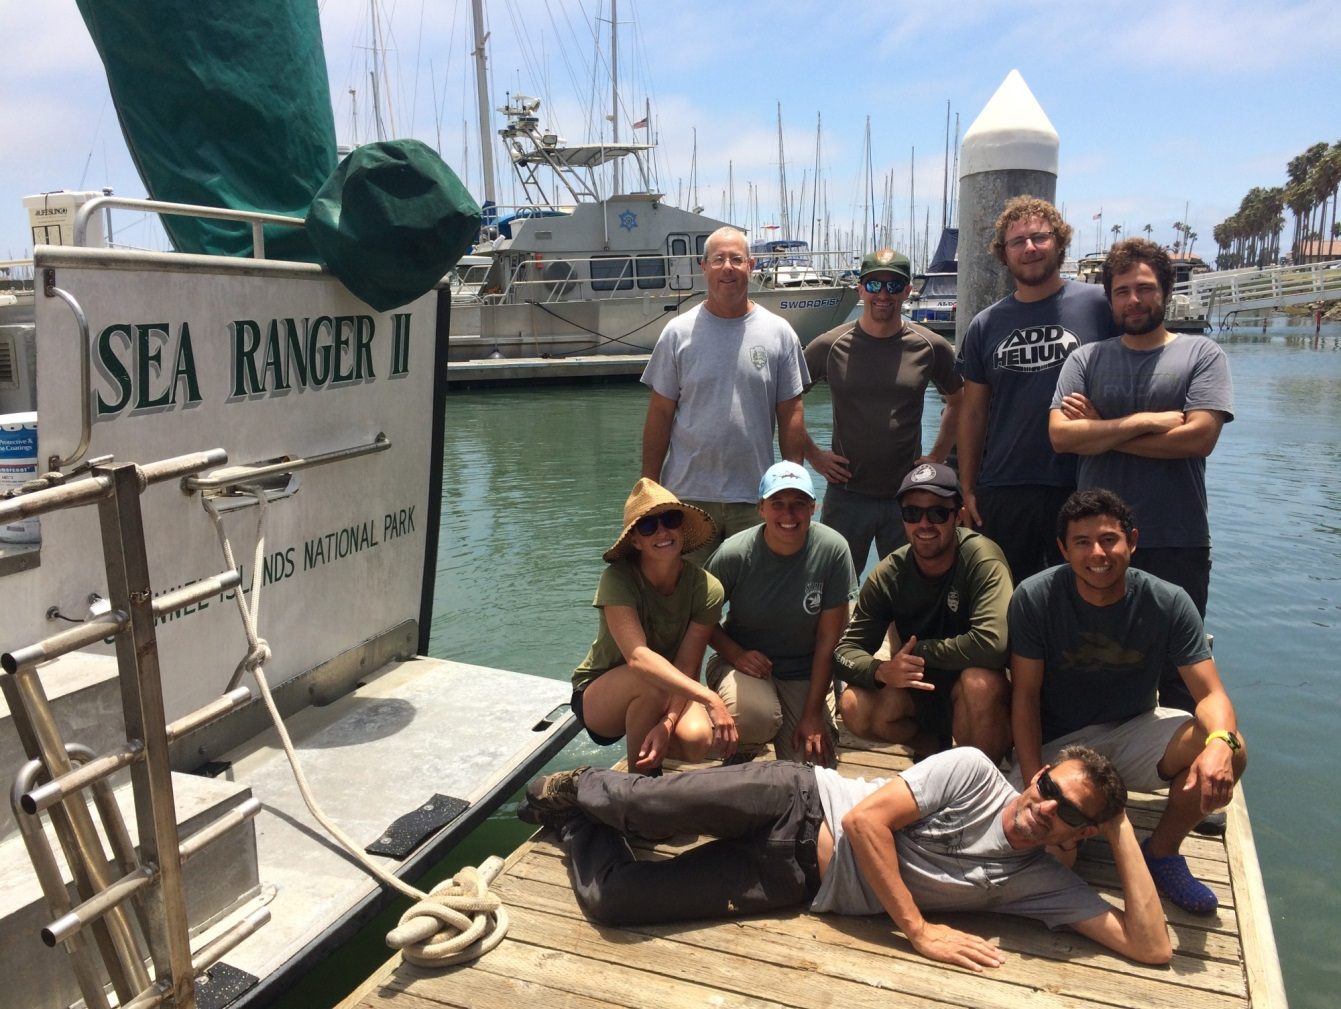 SEA RANGER II
CHANNEL ISLANDS NATIONAL PARK
SWORDFISH
ADD
HELIUM